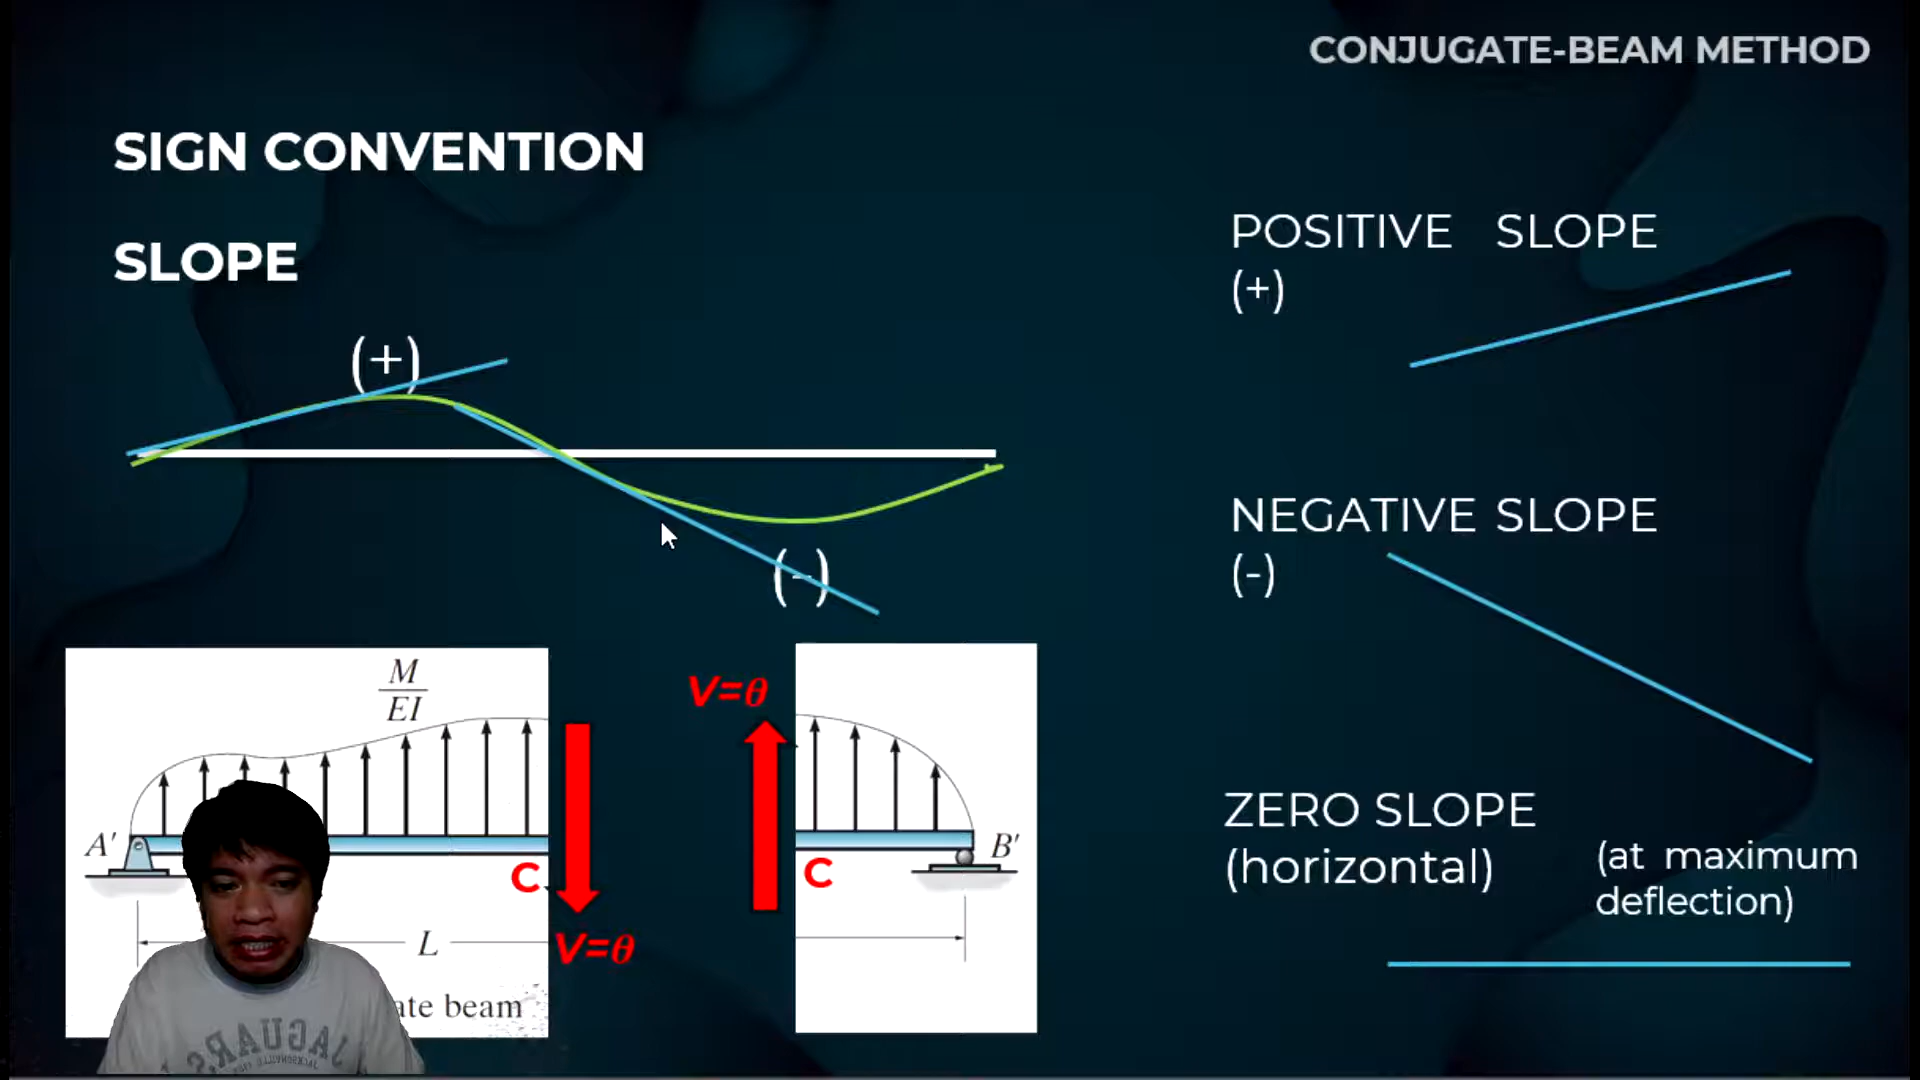 CONJUGATE-BEAM METHOD
SIGN CONVENTION
SLOPE
(+)
(-)
POSITIVE SLOPE
(+)
NEGATIVE SLOPE
(-)
ZERO SLOPE
(horizontal)
(at maximum
deflection)
M
EI
A'
C
V=θ
L
ate beam
V=θ
C
B'
JAGUARS